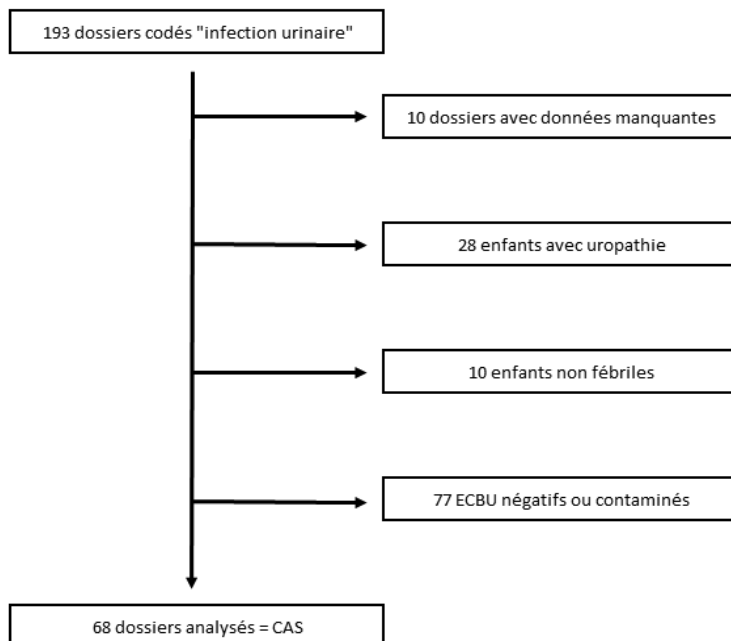 193 dossiers codés "infection urinaire"
10 dossiers avec données manquantes
28 enfants avec uropathie
10 enfants non fébriles
77 ECBU négatifs ou contaminés
68 dossiers analysés = CAS